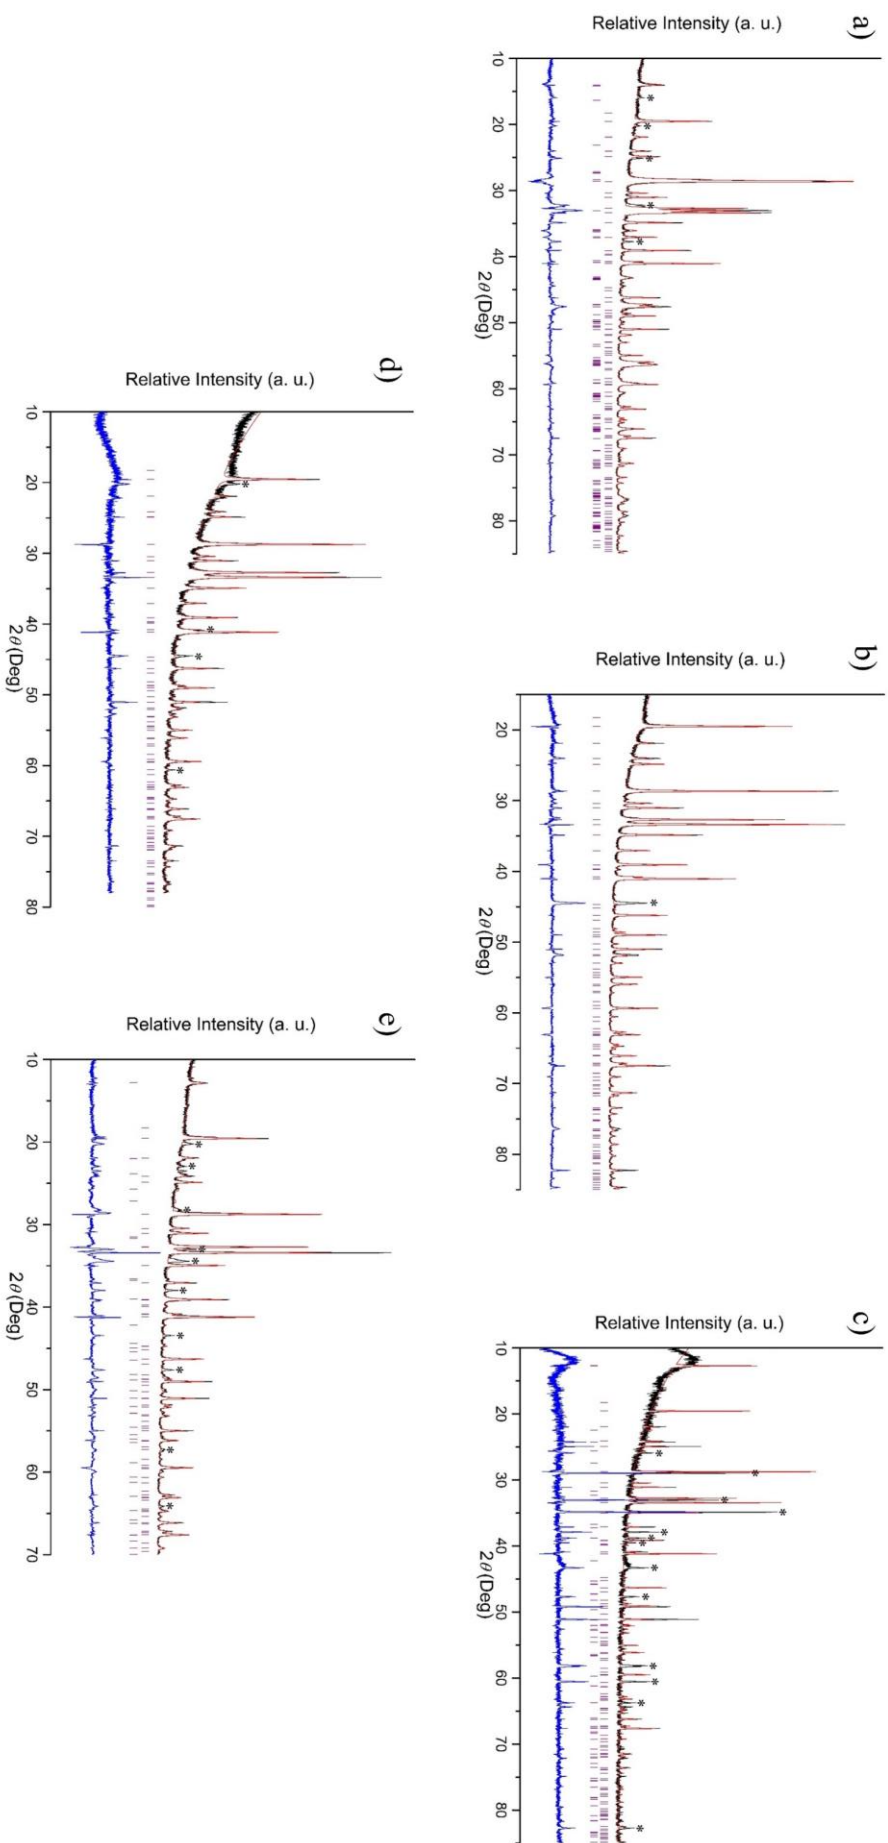 a)
Relative Intensity (a. u.)
10 20 30 40 50 60 70 80
2θ(Deg)
* * * * *
b)
Relative Intensity (a. u.)
20 30 40 50 60 70 80
2θ(Deg)
*
c)
Relative Intensity (a. u.)
10 20 30 40 50 60 70 80
2θ(Deg)
* * * * * * * * * * * * *
d)
Relative Intensity (a. u.)
10 20 30 40 50 60 70 80
2θ(Deg)
* * * *
e)
Relative Intensity (a. u.)
10 20 30 40 50 60 70
2θ(Deg)
* * * * * * * * * *